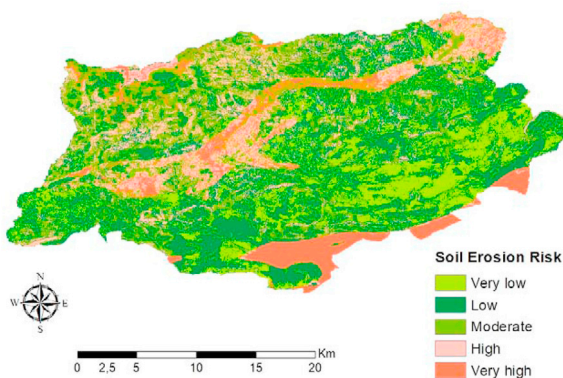 Soil Erosion Risk
Very low
Low
Moderate
High
Very high
N
W E
S
Km
0 2,5 5 10 15 20